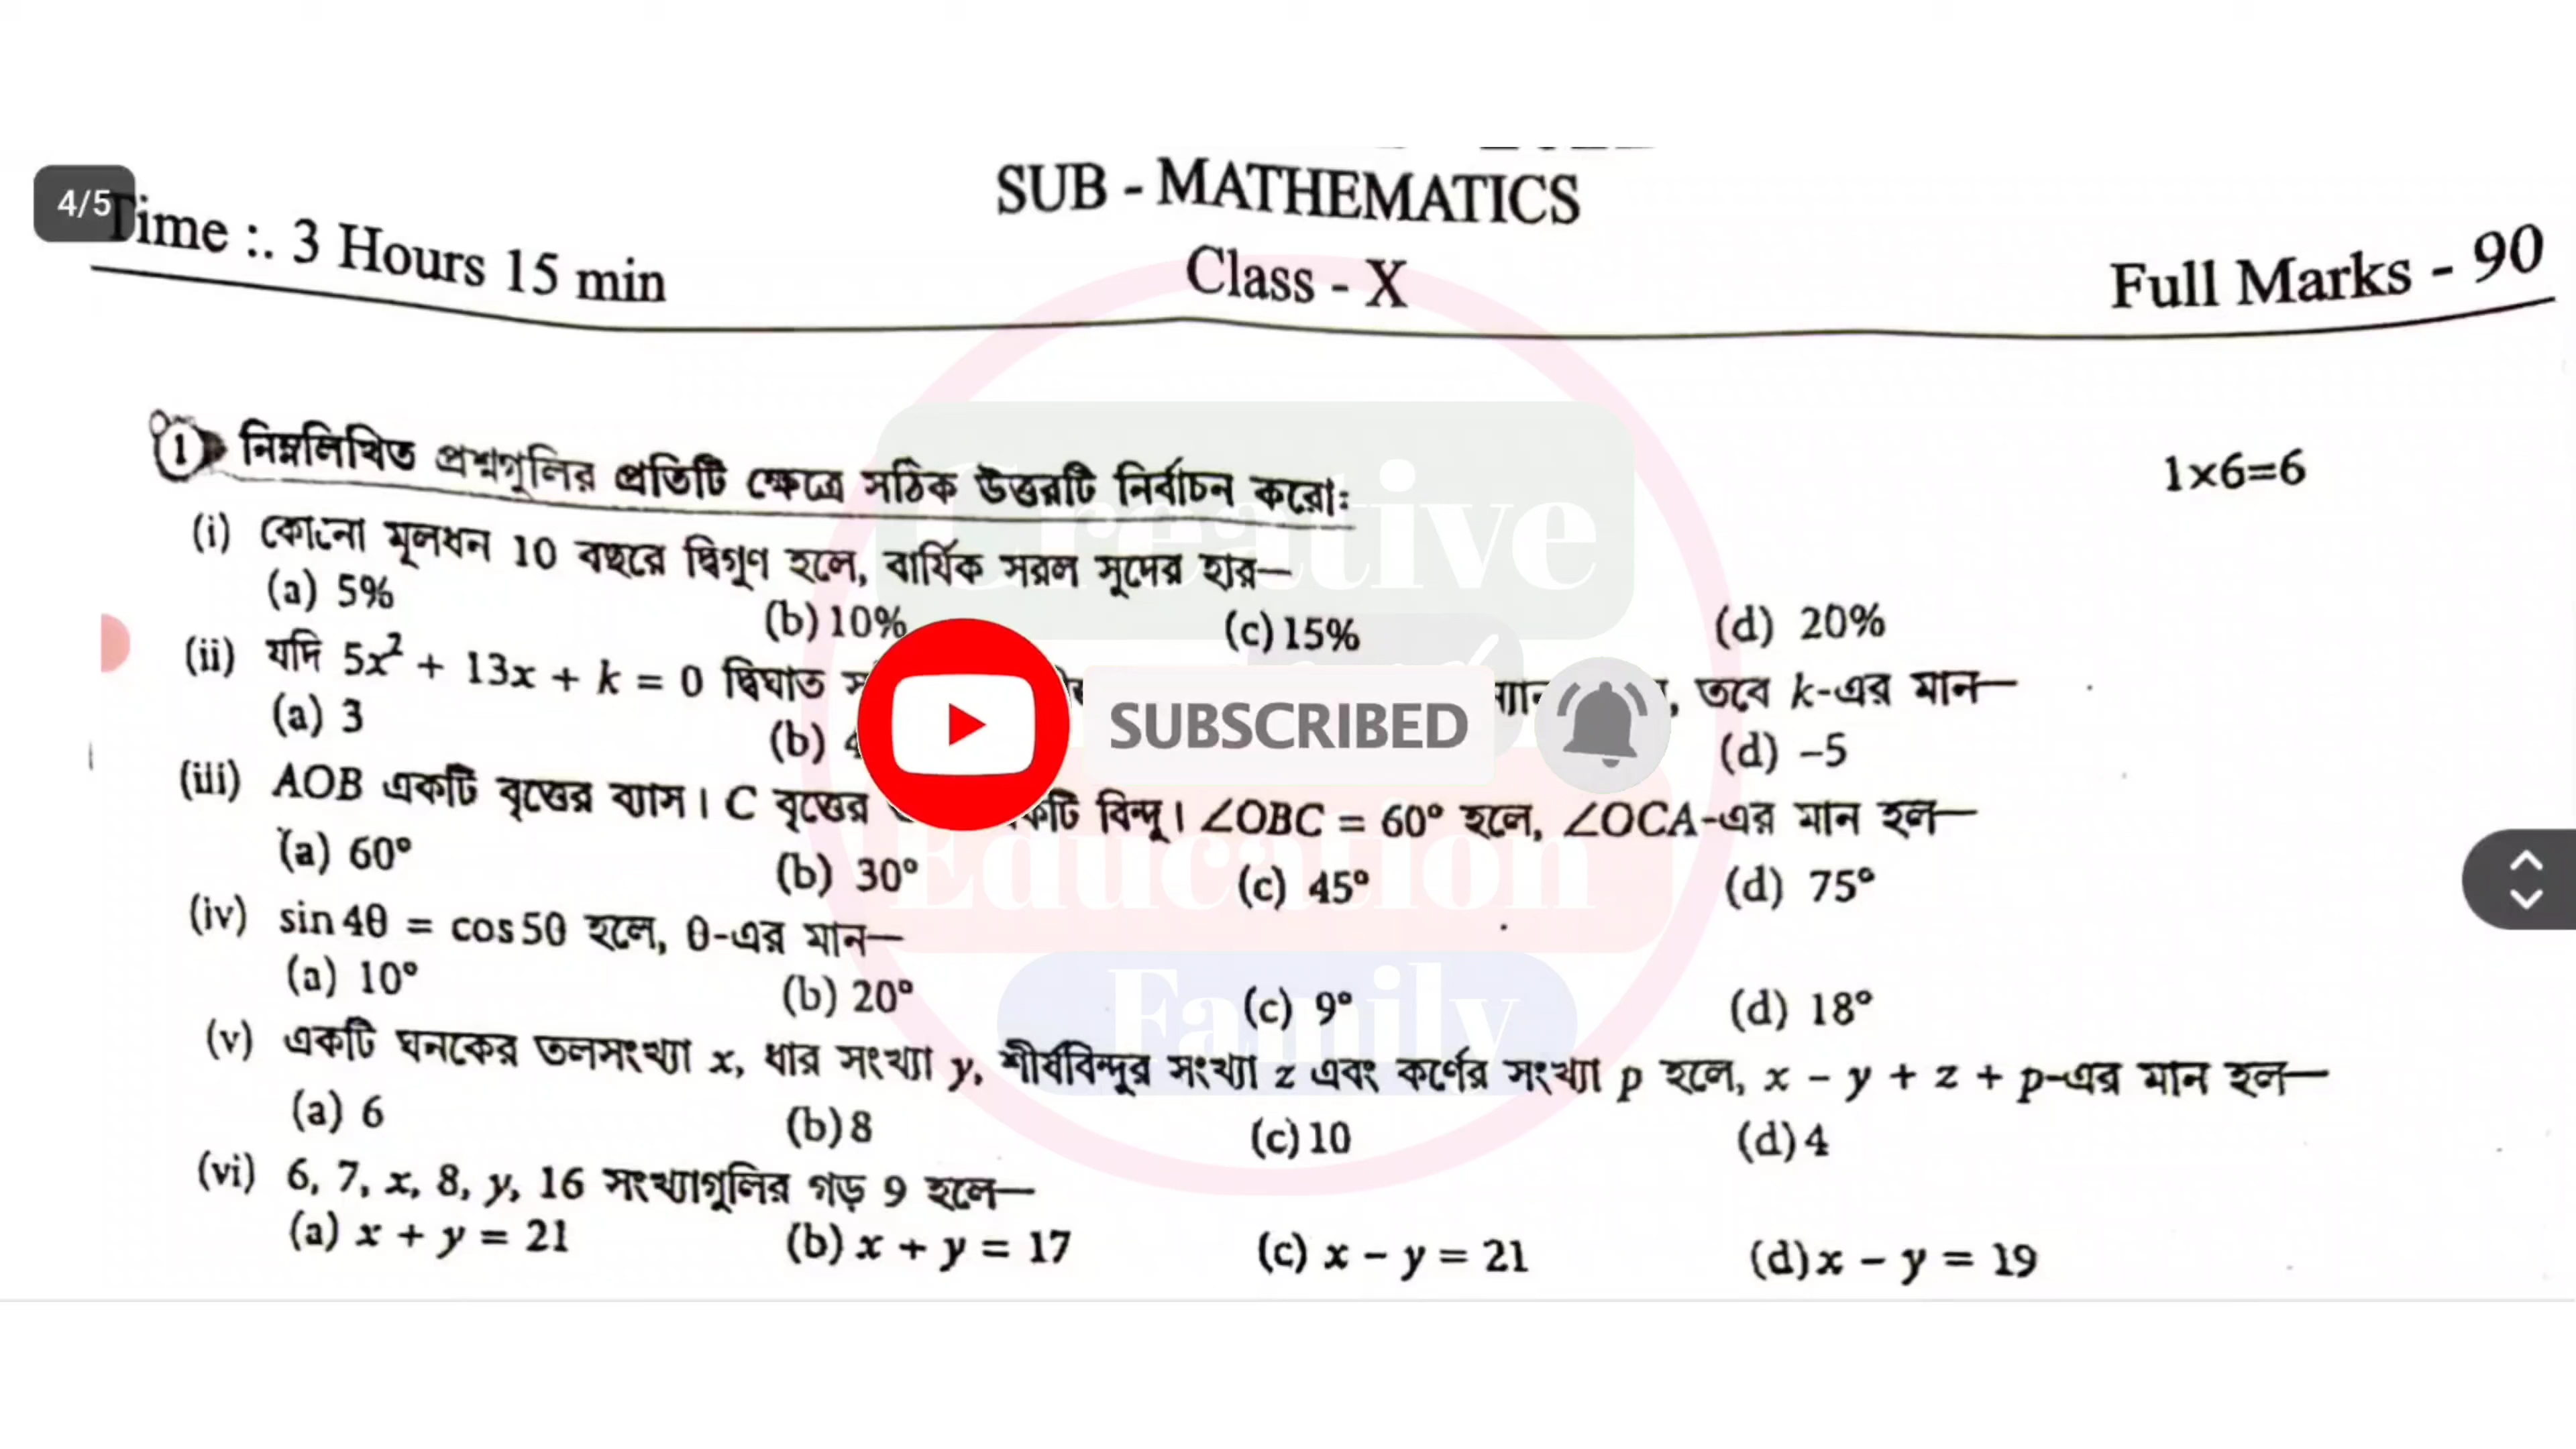 SUB - MATHEMATICS
4/5
Time :. 3 Hours 15 min
Class - X
Full Marks - 90
1 নিম্নলিখিত প্রশ্নগুলির প্রতিটি ক্ষেত্রে সঠিক উত্তরটি নির্বাচন করো: 1×6=6
(i) কোনো মূলধন 10 বছরে দ্বিগুণ হলে, বার্ষিক সরল সুদের হার—
(a) 5% (b) 10% (c) 15% (d) 20%
(ii) যদি 5x² + 13x + k = 0 দ্বিঘাত , তবে k-এর মান—
(a) 3 (b) (d) –5
SUBSCRIBED
(iii) AOB একটি বৃত্তের ব্যাস। C বৃত্তের বিন্দু। ∠OBC = 60° হলে, ∠OCA-এর মান হল—
(a) 60° (b) 30° (c) 45° (d) 75°
(iv) sin 4θ = cos 5θ হলে, θ-এর মান—
(a) 10° (b) 20° (c) 9° (d) 18°
(v) একটি ঘনকের তলসংখ্যা x, ধার সংখ্যা y, শীর্ষবিন্দুর সংখ্যা z এবং কর্ণের সংখ্যা p হলে, x – y + z + p-এর মান হল—
(a) 6 (b) 8 (c) 10 (d) 4
(vi) 6, 7, x, 8, y, 16 সংখ্যাগুলির গড় 9 হলে—
(a) x + y = 21 (b) x + y = 17 (c) x – y = 21 (d) x – y = 19
Creative
Education
Family